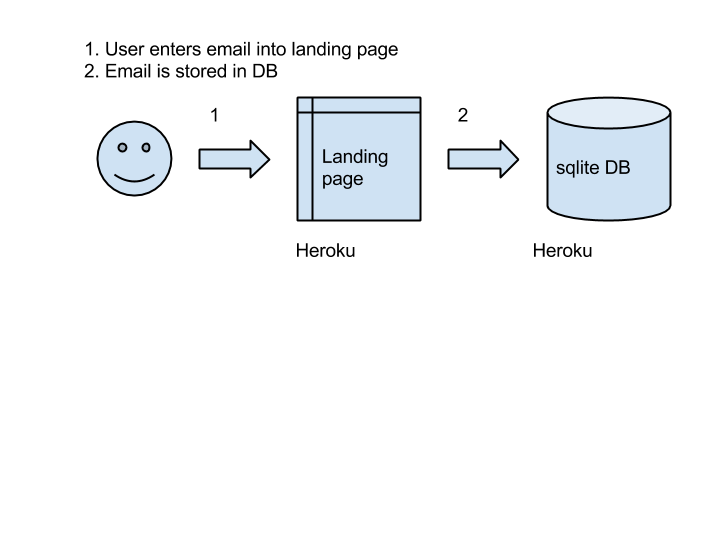 1. User enters email into landing page
2. Email is stored in DB
1
2
Landing
page
sqlite DB
Heroku
Heroku